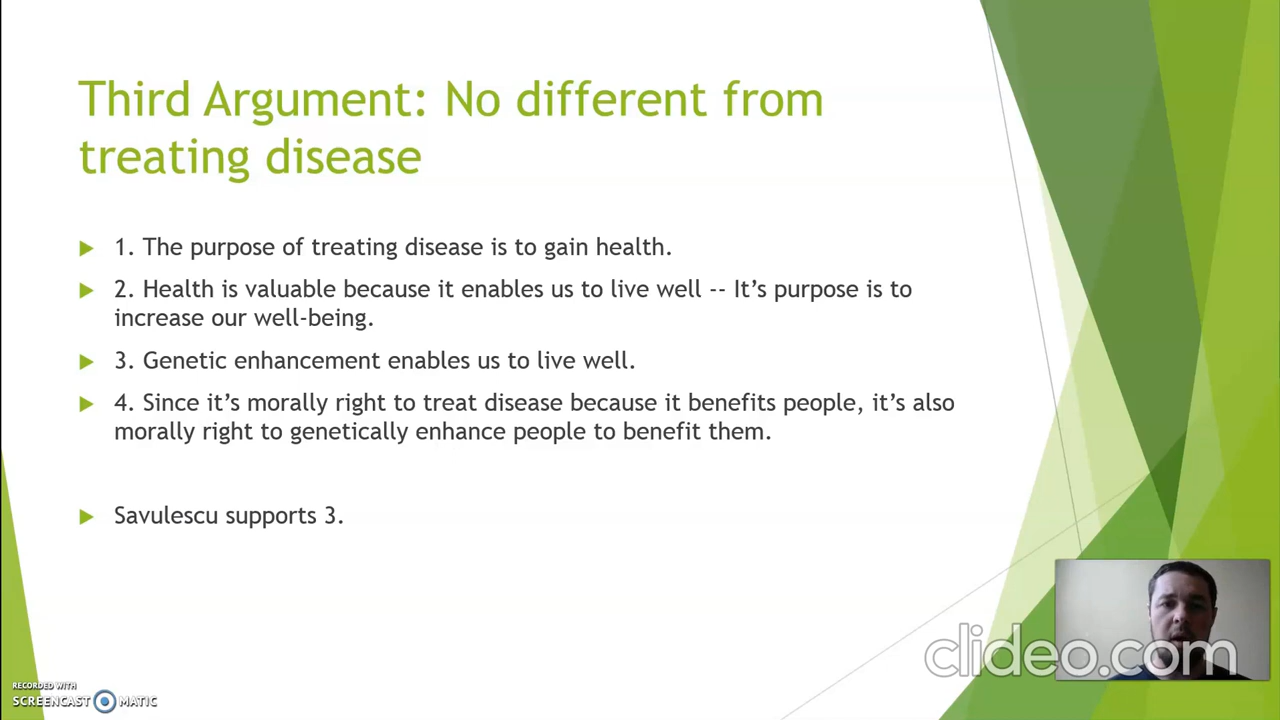 Third Argument: No different from
treating disease
1. The purpose of treating disease is to gain health.
2. Health is valuable because it enables us to live well -- It’s purpose is to
increase our well-being.
3. Genetic enhancement enables us to live well.
4. Since it’s morally right to treat disease because it benefits people, it’s also
morally right to genetically enhance people to benefit them.
Savulescu supports 3.
clideo.com
RECORDED WITH
SCREENCAST MATIC